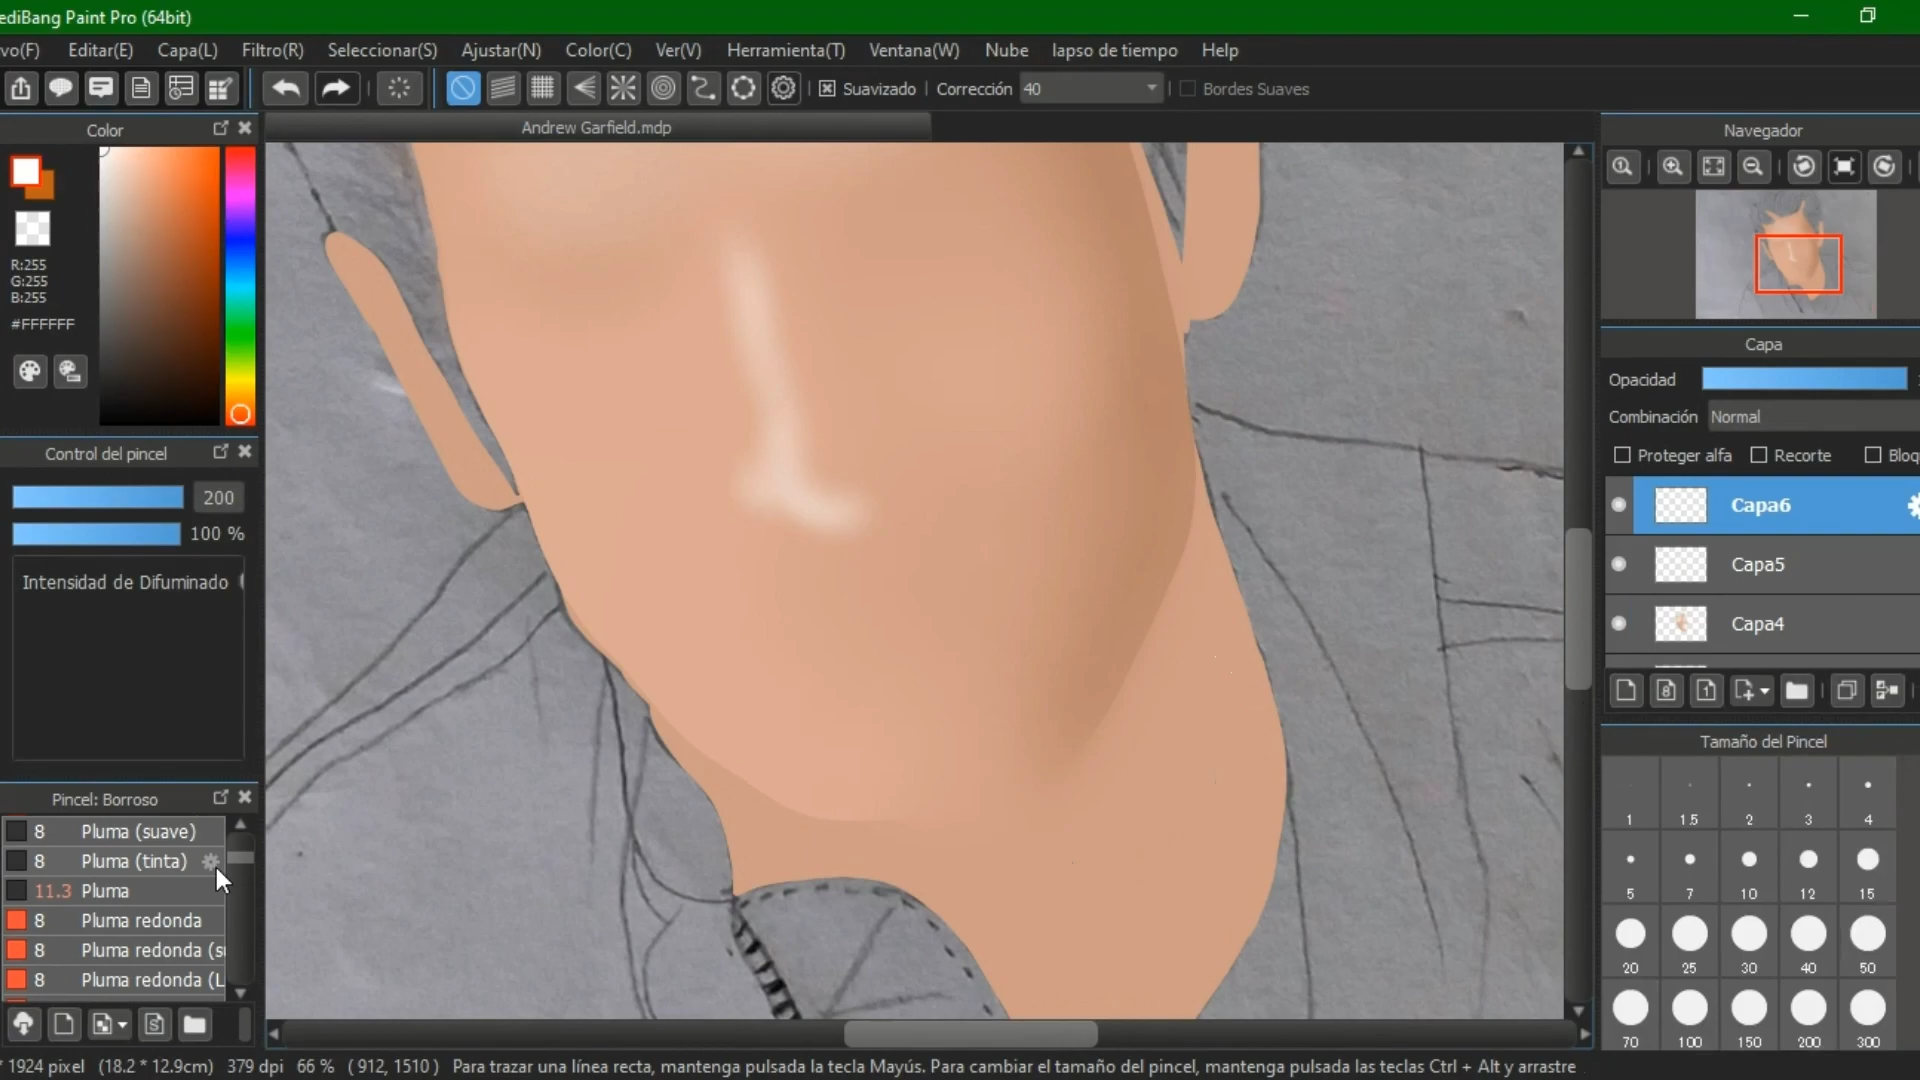 ediBang Paint Pro (64bit)
vo(F) Editar(E) Capa(L) Filtro(R) Seleccionar(S) Ajustar(N) Color(C) Ver(V) Herramienta(T) Ventana(W) Nube lapso de tiempo Help
Suavizado Corrección 40 Bordes Suaves
Color
Andrew Garfield.mdp
Navegador
R:255
G:255
B:255
#FFFFFF
Capa
Opacidad
Combinación Normal
Proteger alfa Recorte Bloq
Control del pincel
200
100 %
Intensidad de Difuminado
Capa6
Capa5
Capa4
Tamaño del Pincel
1 1.5 2 3 4
5 7 10 12 15
20 25 30 40 50
70 100 150 200 300
Pincel: Borroso
8 Pluma (suave)
8 Pluma (tinta)
11.3 Pluma
8 Pluma redonda
8 Pluma redonda (s
8 Pluma redonda (L
* 1924 pixel (18.2 * 12.9cm) 379 dpi 66 % ( 912, 1510 ) Para trazar una línea recta, mantenga pulsada la tecla Mayús. Para cambiar el tamaño del pincel, mantenga pulsada las teclas Ctrl + Alt y arrastre